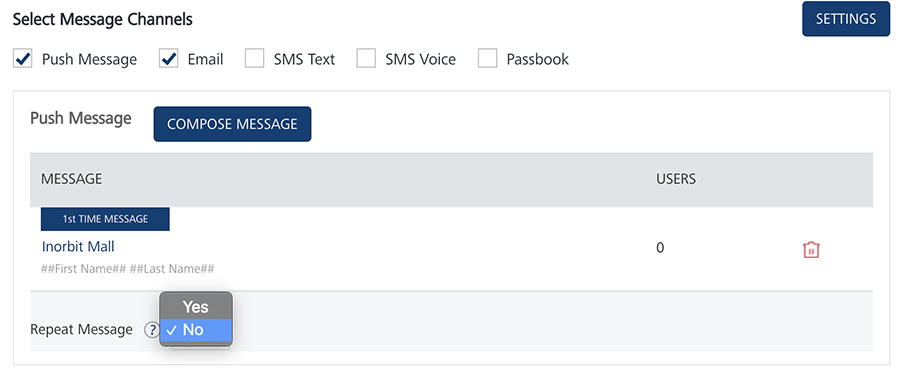 Select Message Channels
SETTINGS
Push Message Email SMS Text SMS Voice Passbook
Push Message
COMPOSE MESSAGE
MESSAGE USERS
1st TIME MESSAGE
Inorbit Mall
0
##First Name## ##Last Name##
Yes
Repeat Message ? ✓ No